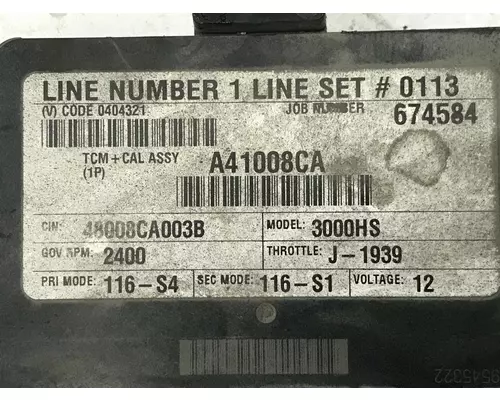 LINE NUMBER 1 LINE SET # 0113
(V) CODE 0404321 JOB NUMBER 674584
TCM + CAL ASSY A41008CA
(1P)
CIN: 48008CA003B MODEL: 3000HS
GOV RPM: 2400 THROTTLE: J-1939
PRI MODE: 116-S4 SEC MODE: 116-S1 VOLTAGE: 12